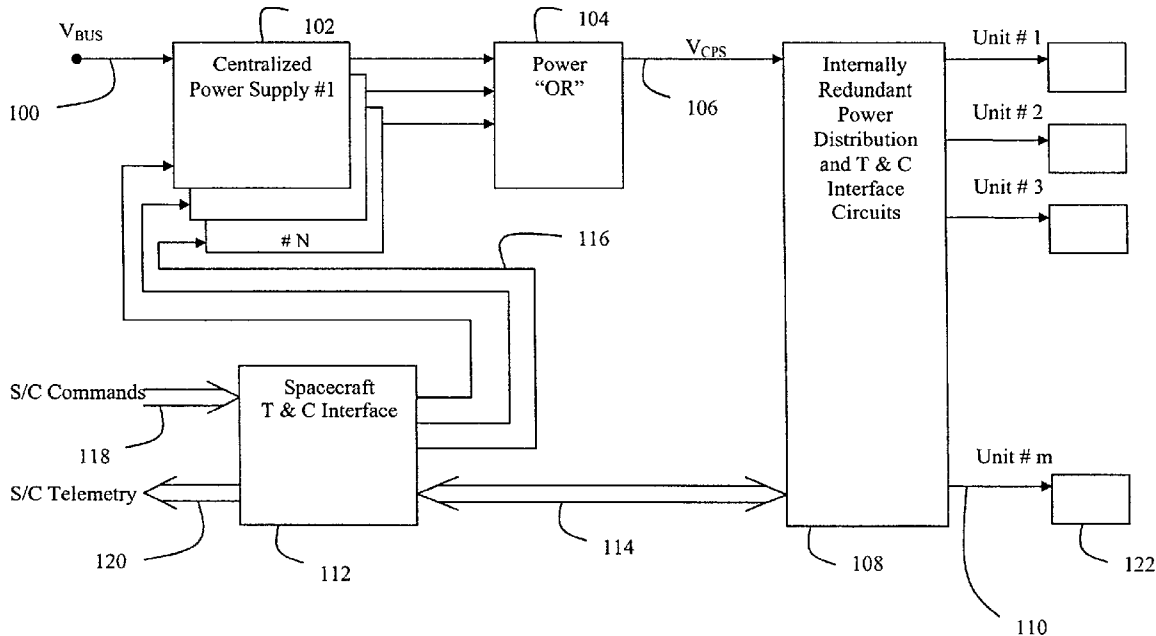 V_BUS
100
102
Centralized
Power Supply #1
# N
104
Power
“OR”
V_CPS
106
Internally
Redundant
Power
Distribution
and T & C
Interface
Circuits
Unit # 1
Unit # 2
Unit # 3
Unit # m
116
S/C Commands
118
Spacecraft
T & C Interface
S/C Telemetry
120
112
114
108
110
122